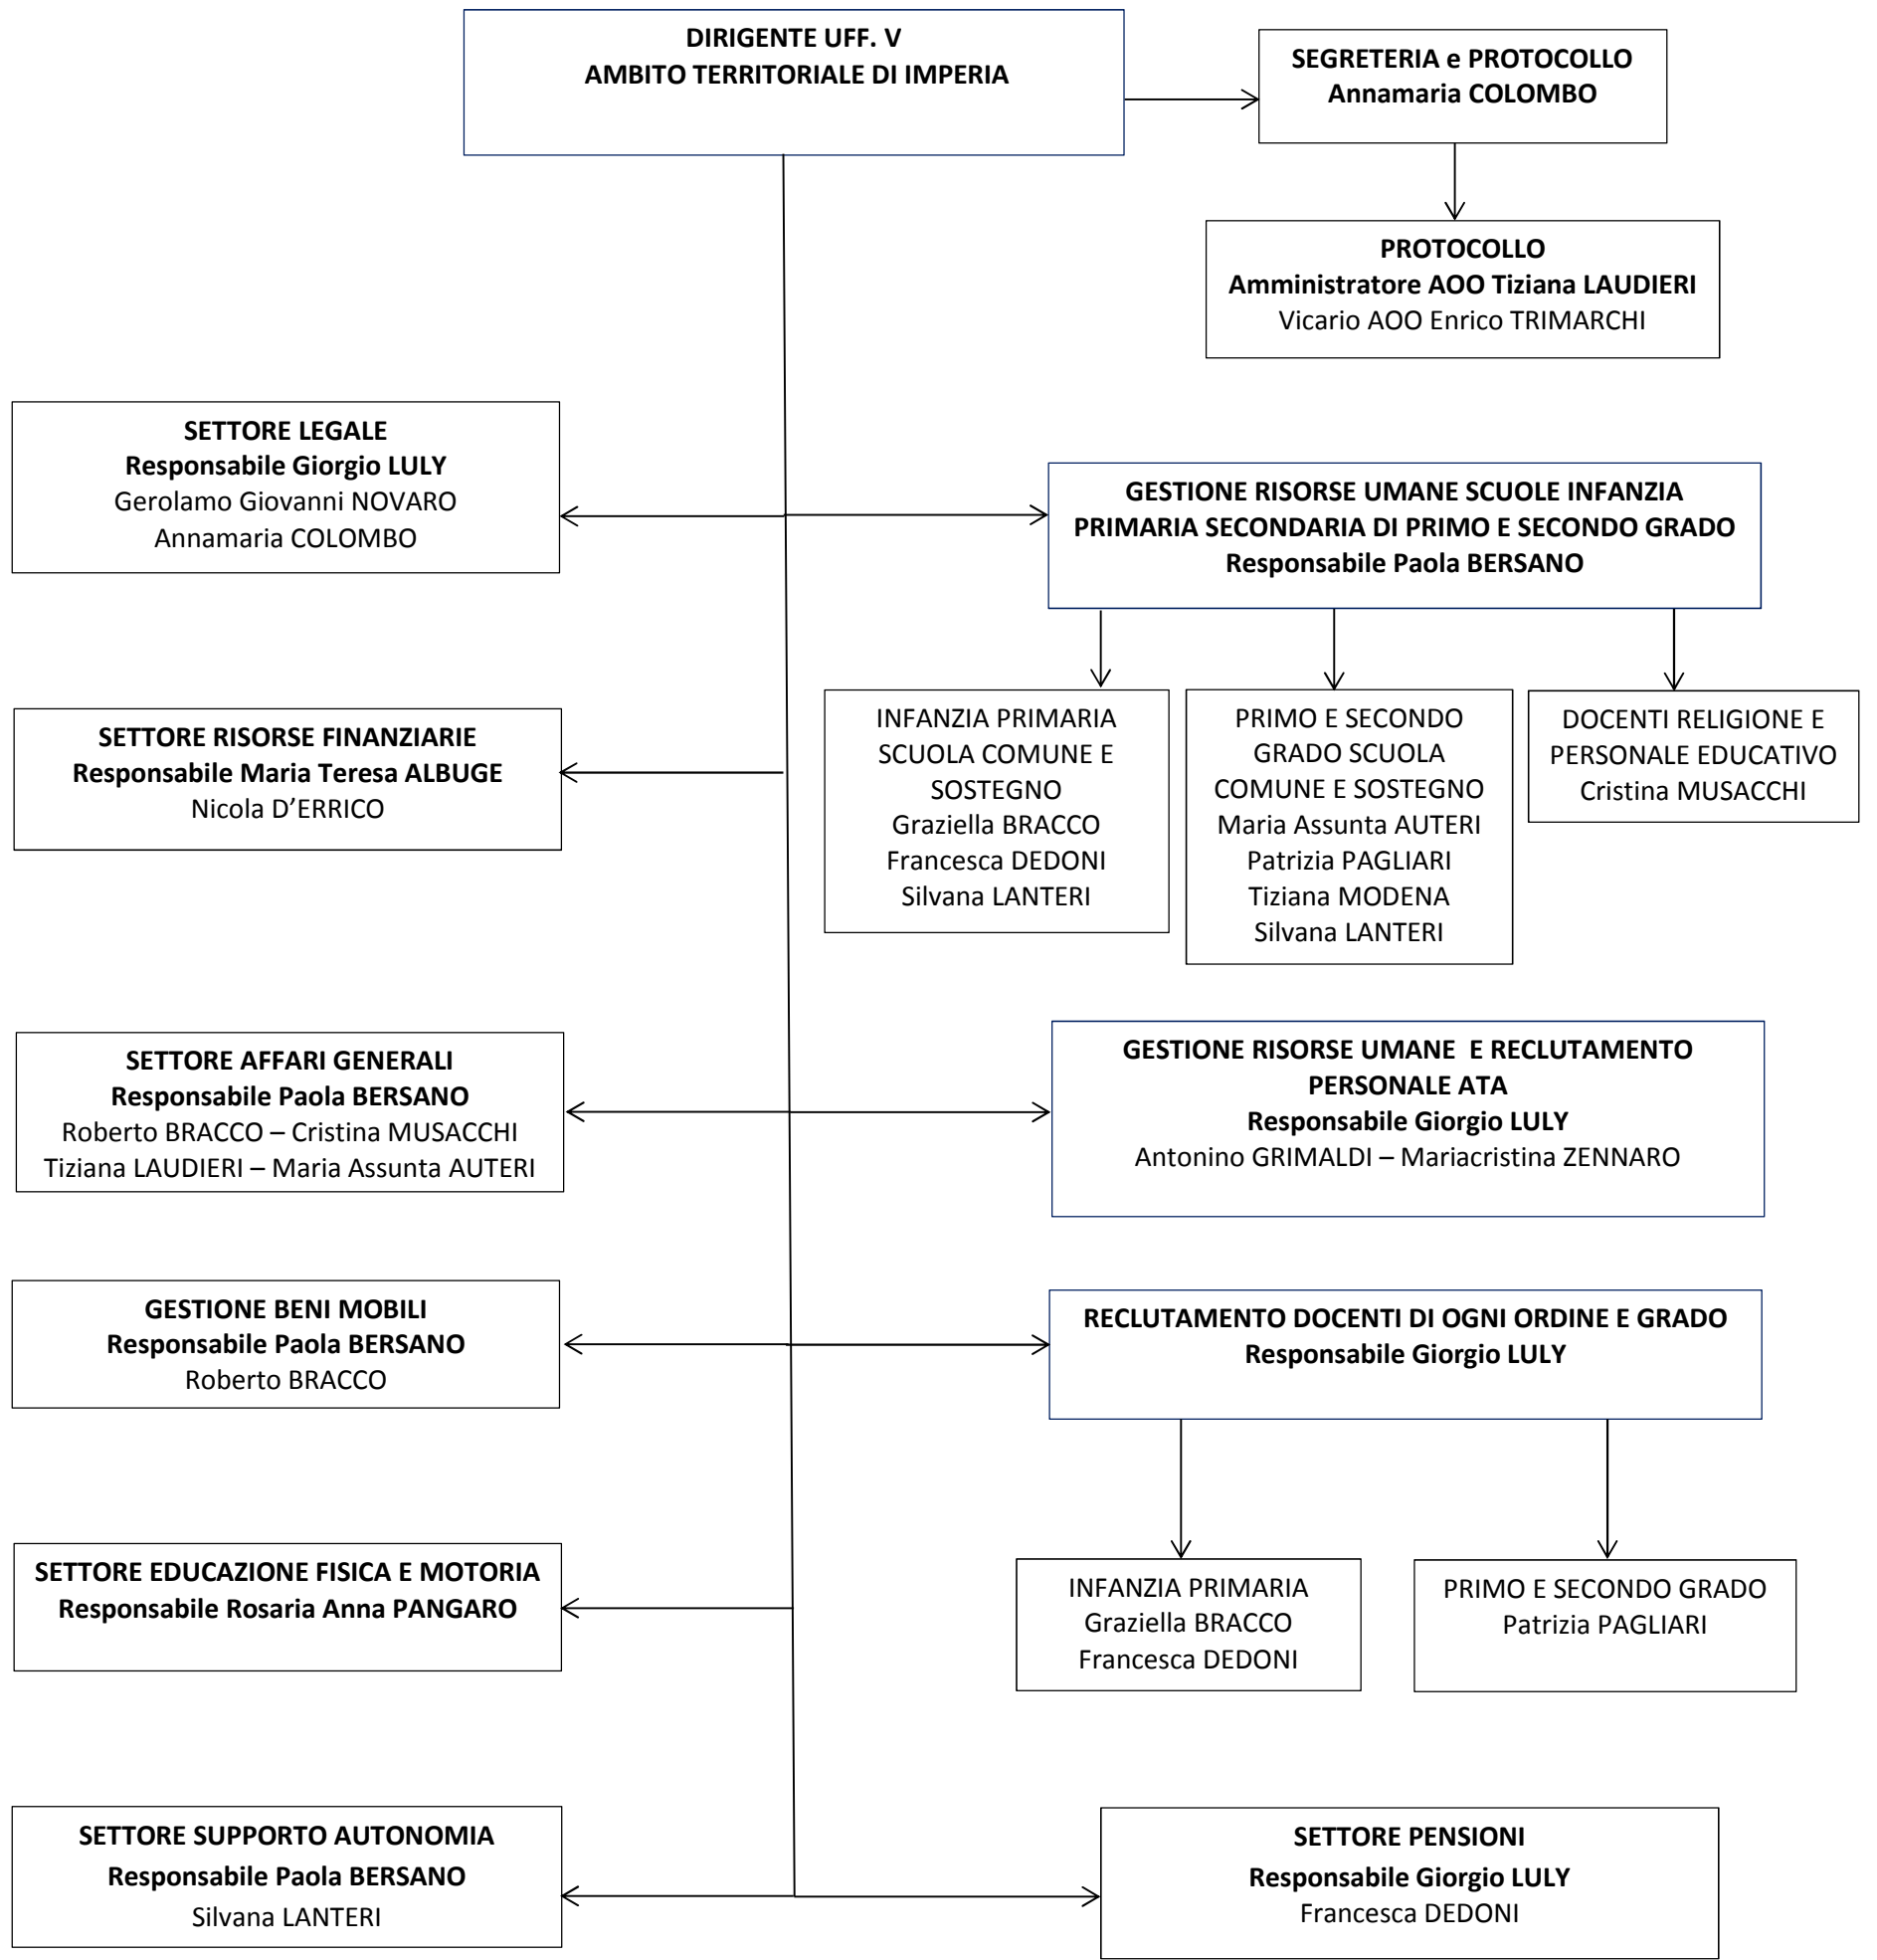 DIRIGENTE UFF. V
AMBITO TERRITORIALE DI IMPERIA
SEGRETERIA e PROTOCOLLO
Annamaria COLOMBO
PROTOCOLLO
Amministratore AOO Tiziana LAUDIERI
Vicario AOO Enrico TRIMARCHI
SETTORE LEGALE
Responsabile Giorgio LULY
Gerolamo Giovanni NOVARO
Annamaria COLOMBO
GESTIONE RISORSE UMANE SCUOLE INFANZIA
PRIMARIA SECONDARIA DI PRIMO E SECONDO GRADO
Responsabile Paola BERSANO
SETTORE RISORSE FINANZIARIE
Responsabile Maria Teresa ALBUGE
Nicola D’ERRICO
INFANZIA PRIMARIA
SCUOLA COMUNE E
SOSTEGNO
Graziella BRACCO
Francesca DEDONI
Silvana LANTERI
PRIMO E SECONDO
GRADO SCUOLA
COMUNE E SOSTEGNO
Maria Assunta AUTERI
Patrizia PAGLIARI
Tiziana MODENA
Silvana LANTERI
DOCENTI RELIGIONE E
PERSONALE EDUCATIVO
Cristina MUSACCHI
SETTORE AFFARI GENERALI
Responsabile Paola BERSANO
Roberto BRACCO – Cristina MUSACCHI
Tiziana LAUDIERI – Maria Assunta AUTERI
GESTIONE RISORSE UMANE  E RECLUTAMENTO
PERSONALE ATA
Responsabile Giorgio LULY
Antonino GRIMALDI – Mariacristina ZENNARO
GESTIONE BENI MOBILI
Responsabile Paola BERSANO
Roberto BRACCO
RECLUTAMENTO DOCENTI DI OGNI ORDINE E GRADO
Responsabile Giorgio LULY
SETTORE EDUCAZIONE FISICA E MOTORIA
Responsabile Rosaria Anna PANGARO
INFANZIA PRIMARIA
Graziella BRACCO
Francesca DEDONI
PRIMO E SECONDO GRADO
Patrizia PAGLIARI
SETTORE SUPPORTO AUTONOMIA
Responsabile Paola BERSANO
Silvana LANTERI
SETTORE PENSIONI
Responsabile Giorgio LULY
Francesca DEDONI